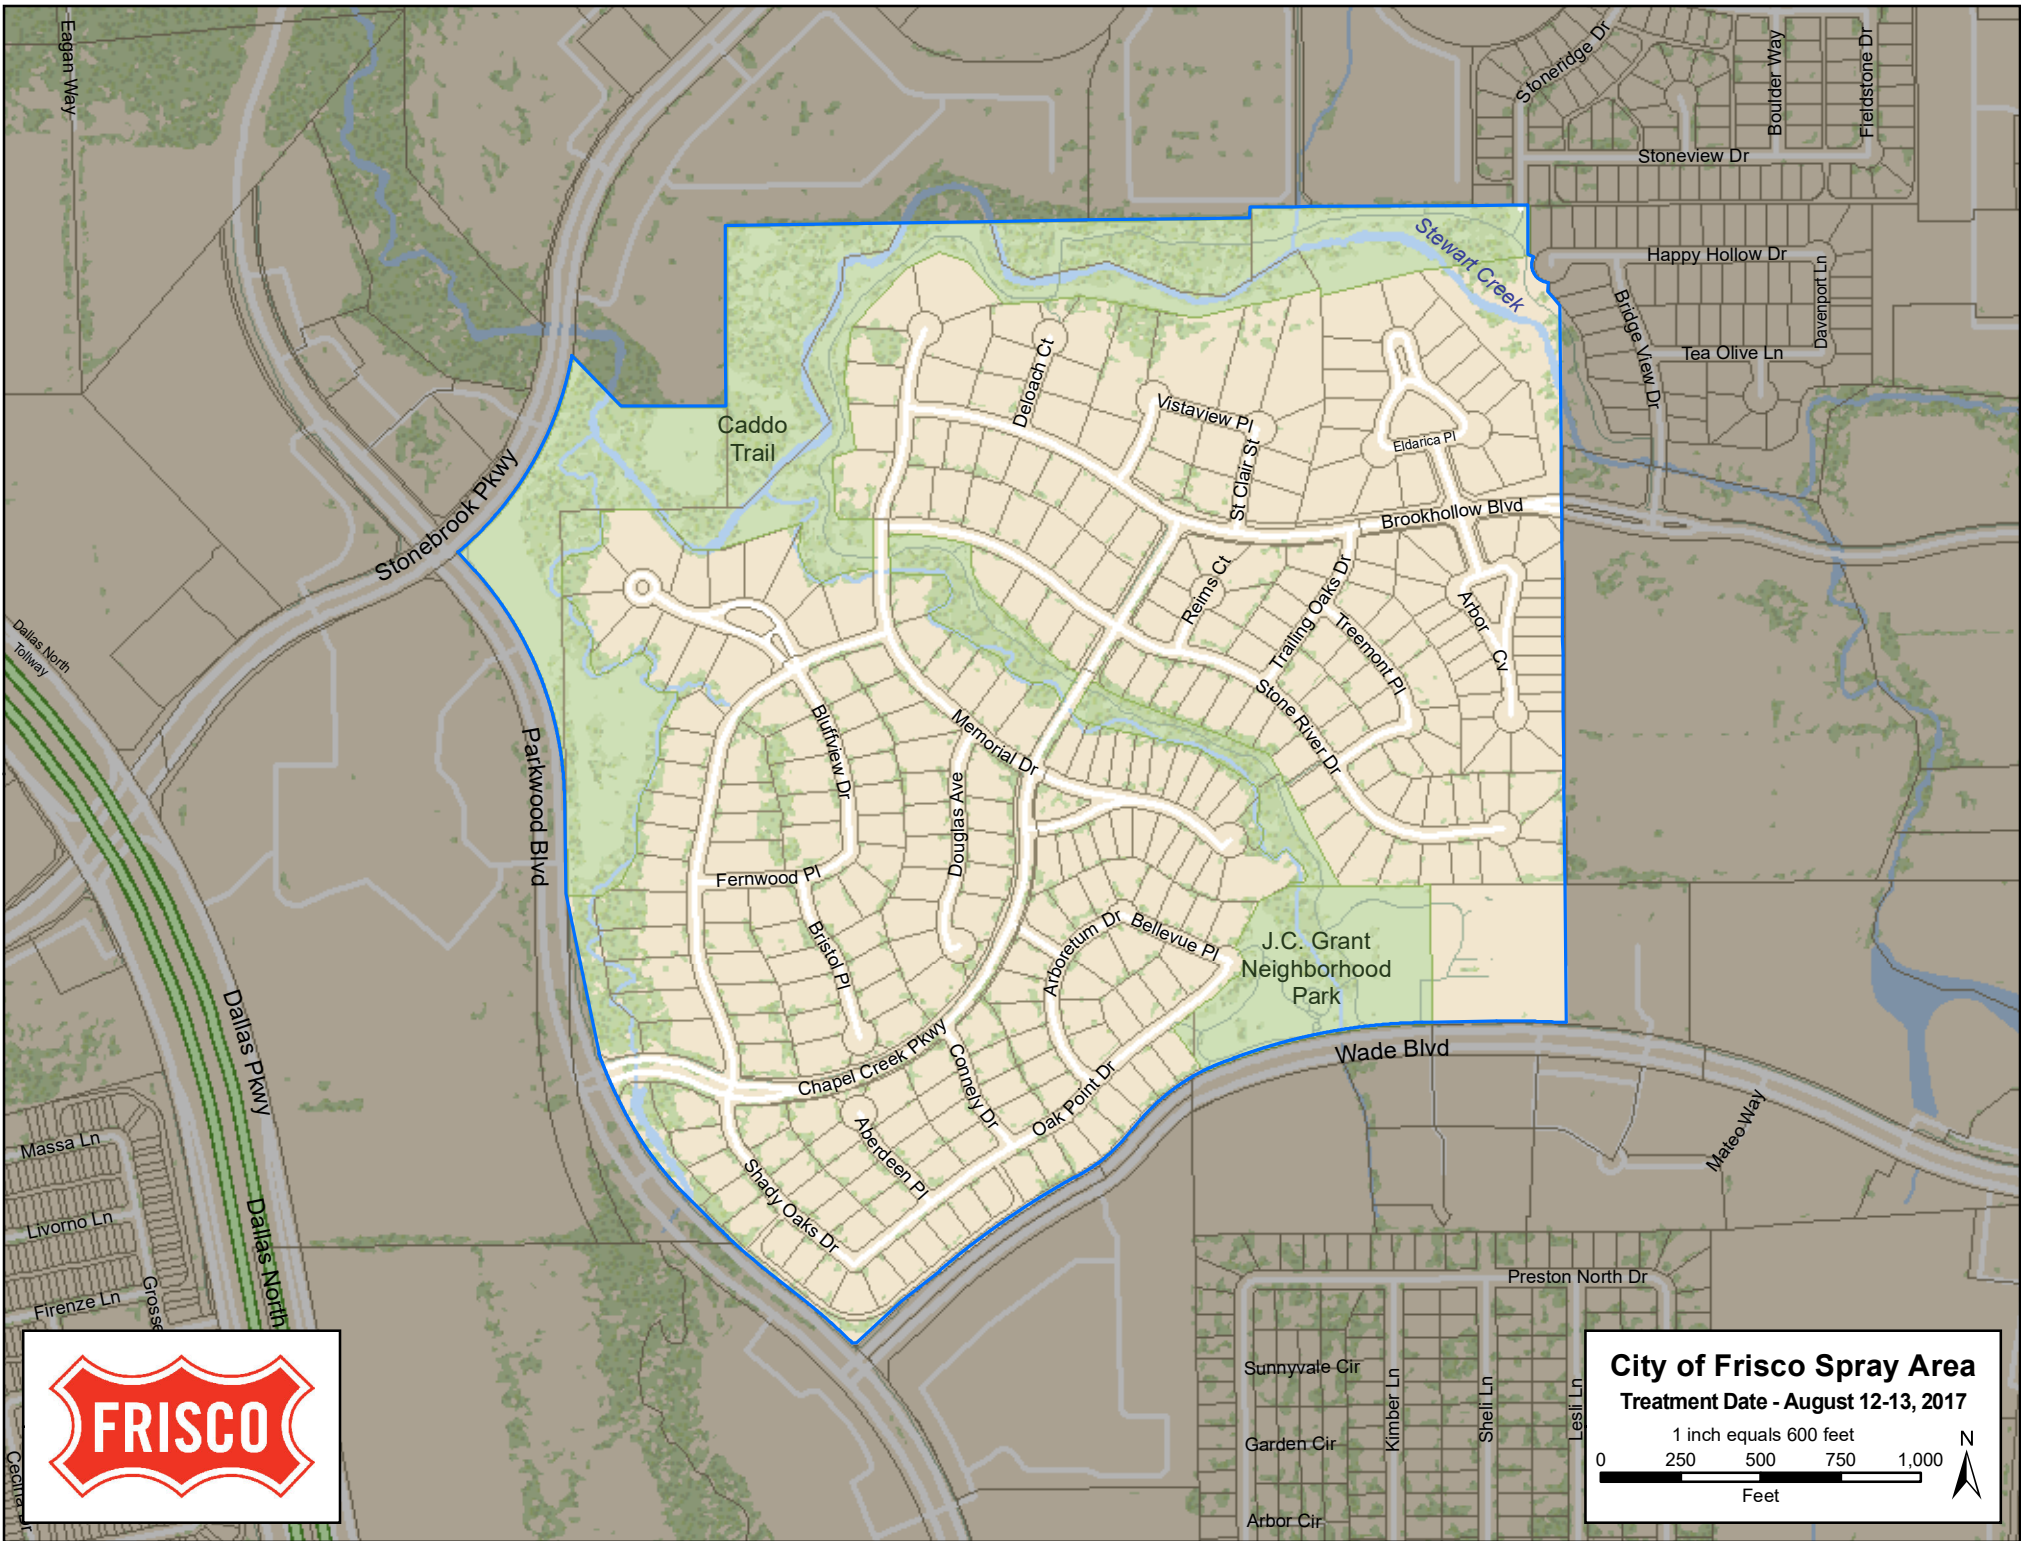 Eagan Way
Stoneridge Dr
Boulder Way
Fieldstone Dr
Stoneview Dr
Stewart Creek
Happy Hollow Dr
Davenport Ln
Bridge View Dr
Tea Olive Ln
Caddo
Trail
Deloach Ct
Vistaview Pl
St Clair St
Eldarica Pl
Brookhollow Blvd
Stonebrook Pkwy
Reims Ct
Trailing Oaks Dr
Treemont Pl
Arbor Cv
Dallas North
Tollway
Stone River Dr
Bluffview Dr
Memorial Dr
Parkwood Blvd
Douglas Ave
Fernwood Pl
Bristol Pl
Arboretum Dr
Bellevue Pl
J.C. Grant
Neighborhood
Park
Dallas Pkwy
Chapel Creek Pkwy
Connely Dr
Oak Point Dr
Wade Blvd
Mateo Way
Aberdeen Pl
Shady Oaks Dr
Massa Ln
Livorno Ln
Firenze Ln
Grosse
Dallas North
Preston North Dr
Sunnyvale Cir
Kimber Ln
Sheli Ln
Lesli Ln
Garden Cir
Arbor Cir
FRISCO
City of Frisco Spray Area
Treatment Date - August 12-13, 2017
1 inch equals 600 feet
N
0 250 500 750 1,000
Feet